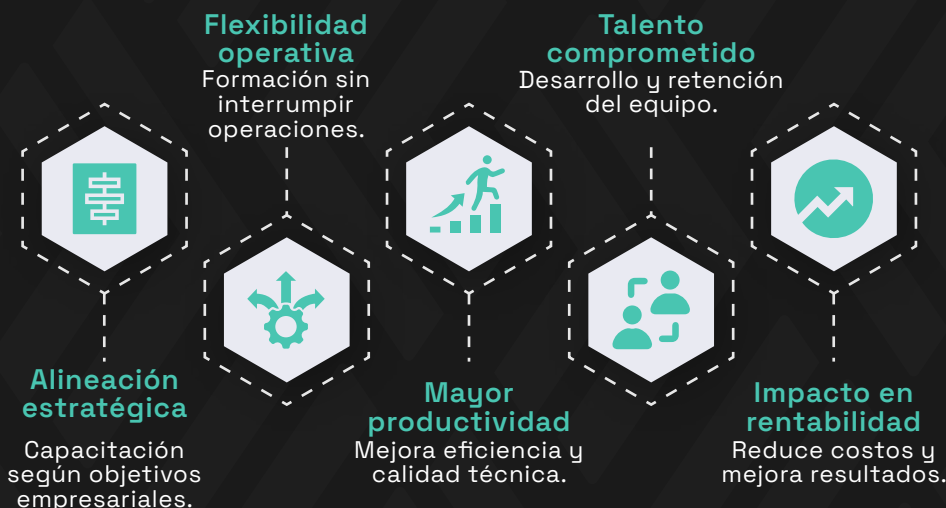 Flexibilidad
operativa
Formación sin
interrumpir
operaciones.
Talento
comprometido
Desarrollo y retención
del equipo.
Alineación
estratégica
Capacitación
según objetivos
empresariales.
Mayor
productividad
Mejora eficiencia y
calidad técnica.
Impacto en
rentabilidad
Reduce costos y
mejora resultados.